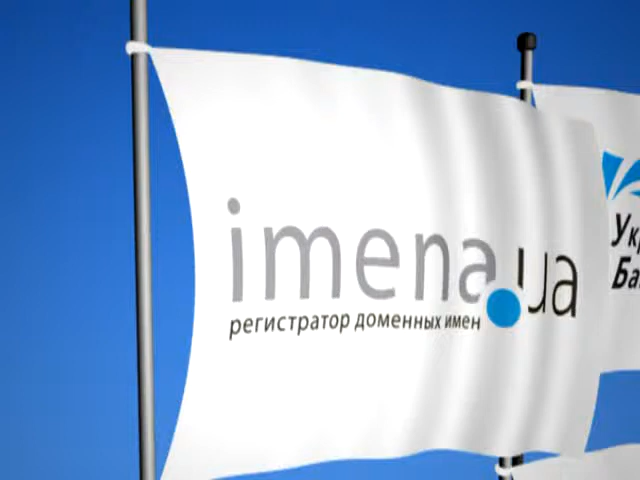 imena.ua
регистратор доменных имен